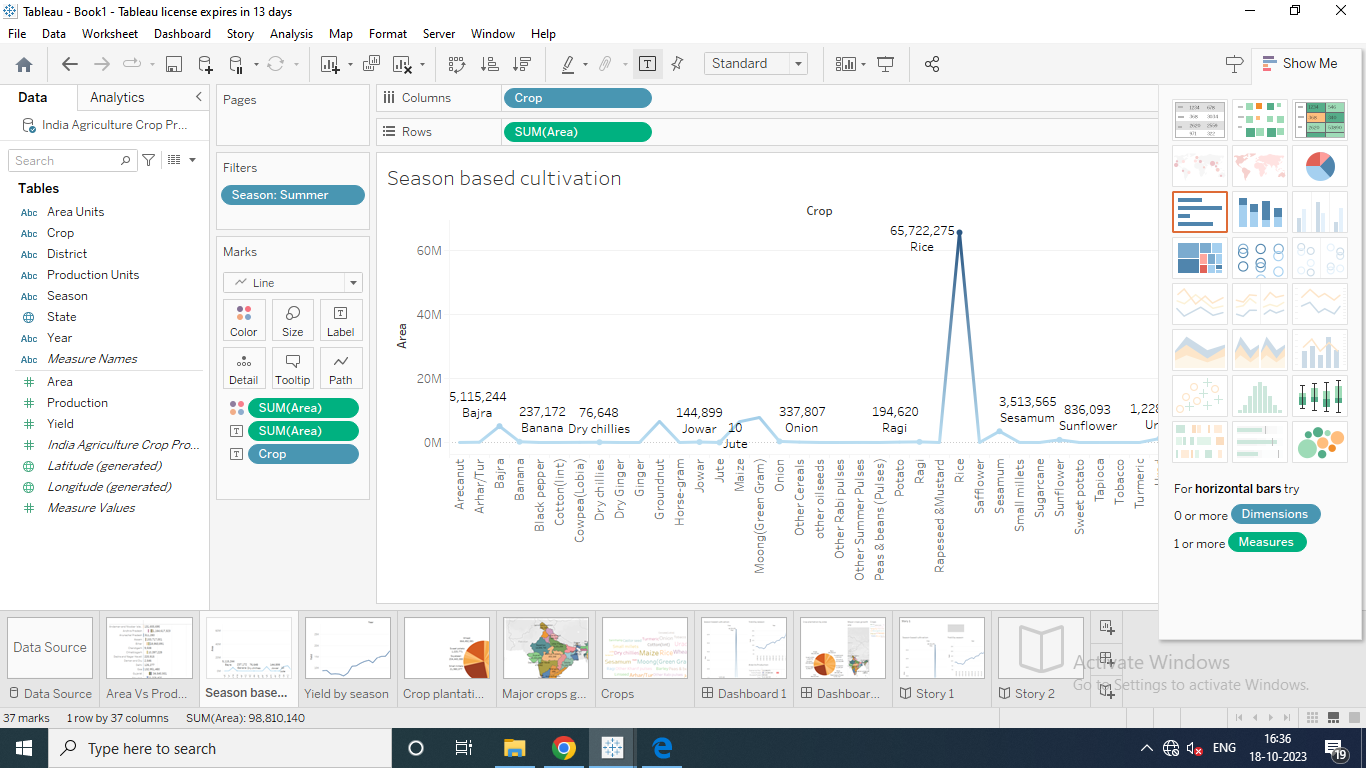 Tableau - Book1 - Tableau license expires in 13 days
File Data Worksheet Dashboard Story Analysis Map Format Server Window Help
Standard
Show Me
Data Analytics
India Agriculture Crop Pr...
Search
Tables
Abc Area Units
Abc Crop
Abc District
Abc Production Units
Abc Season
State
Abc Year
Abc Measure Names
Area
Production
Yield
India Agriculture Crop Pro...
Latitude (generated)
Longitude (generated)
Measure Values
Pages
Filters
Season: Summer
Marks
Line
Color Size Label
Detail Tooltip Path
SUM(Area)
SUM(Area)
Crop
Columns Crop
Rows SUM(Area)
Season based cultivation
Crop
Area
60M
40M
20M
0M
5,115,244
Bajra
237,172
Banana
76,648
Dry chillies
144,899
Jowar
10
Jute
337,807
Onion
194,620
Ragi
65,722,275
Rice
3,513,565
Sesamum
836,093
Sunflower
1,228
Ur
Arecanut
Arhar/Tur
Bajra
Banana
Black pepper
Cotton(lint)
Cowpea(Lobia)
Dry chillies
Dry Ginger
Ginger
Groundnut
Horse-gram
Jowar
Jute
Maize
Moong(Green Gram)
Onion
Other Cereals
other oilseeds
Other Rabi pulses
Other Summer Pulses
Peas & beans (Pulses)
Potato
Ragi
Rapeseed &Mustard
Rice
Safflower
Sesamum
Small millets
Sugarcane
Sunflower
Sweet potato
Tapioca
Tobacco
Turmeric
For horizontal bars try
0 or more Dimensions
1 or more Measures
Data Source
Data Source
Area Vs Prod...
Season base...
Yield by season
Crop plantati...
Major crops g...
Crops
Dashboard 1
Dashboar...
Story 1
Story 2
Activate Windows
Go to Settings to activate Windows.
37 marks 1 row by 37 columns SUM(Area): 98,810,140
Type here to search
ENG
16:36
18-10-2023
19